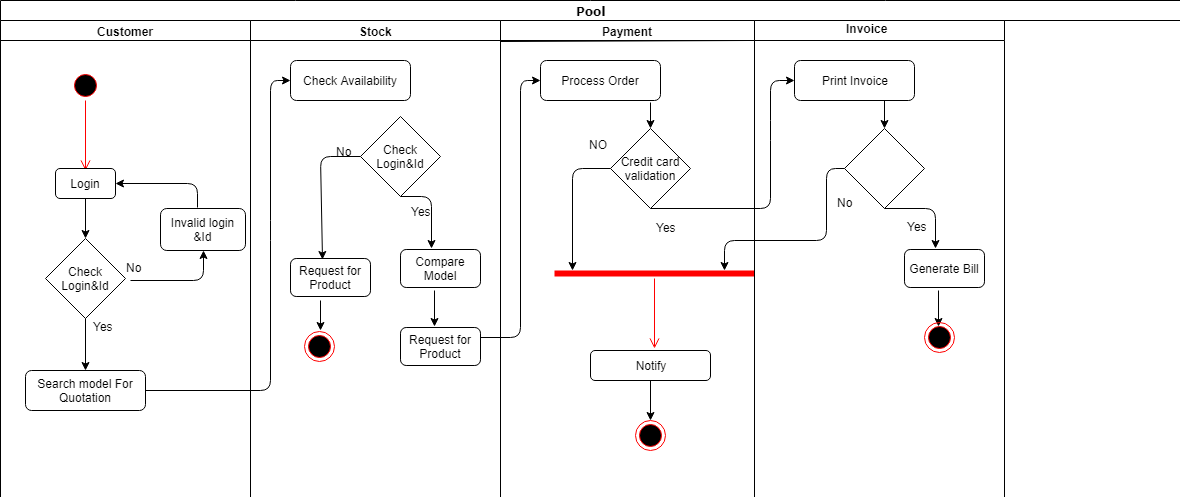 Pool
Customer
Stock
Payment
Invoice
Login
Invalid login
&Id
Check
Login&Id
No
Yes
Search model For
Quotation
Check Availability
Check
Login&Id
No
Yes
Request for
Product
Compare
Model
Request for
Product
Process Order
NO
Credit card
validation
Yes
Notify
Print Invoice
No
Yes
Generate Bill